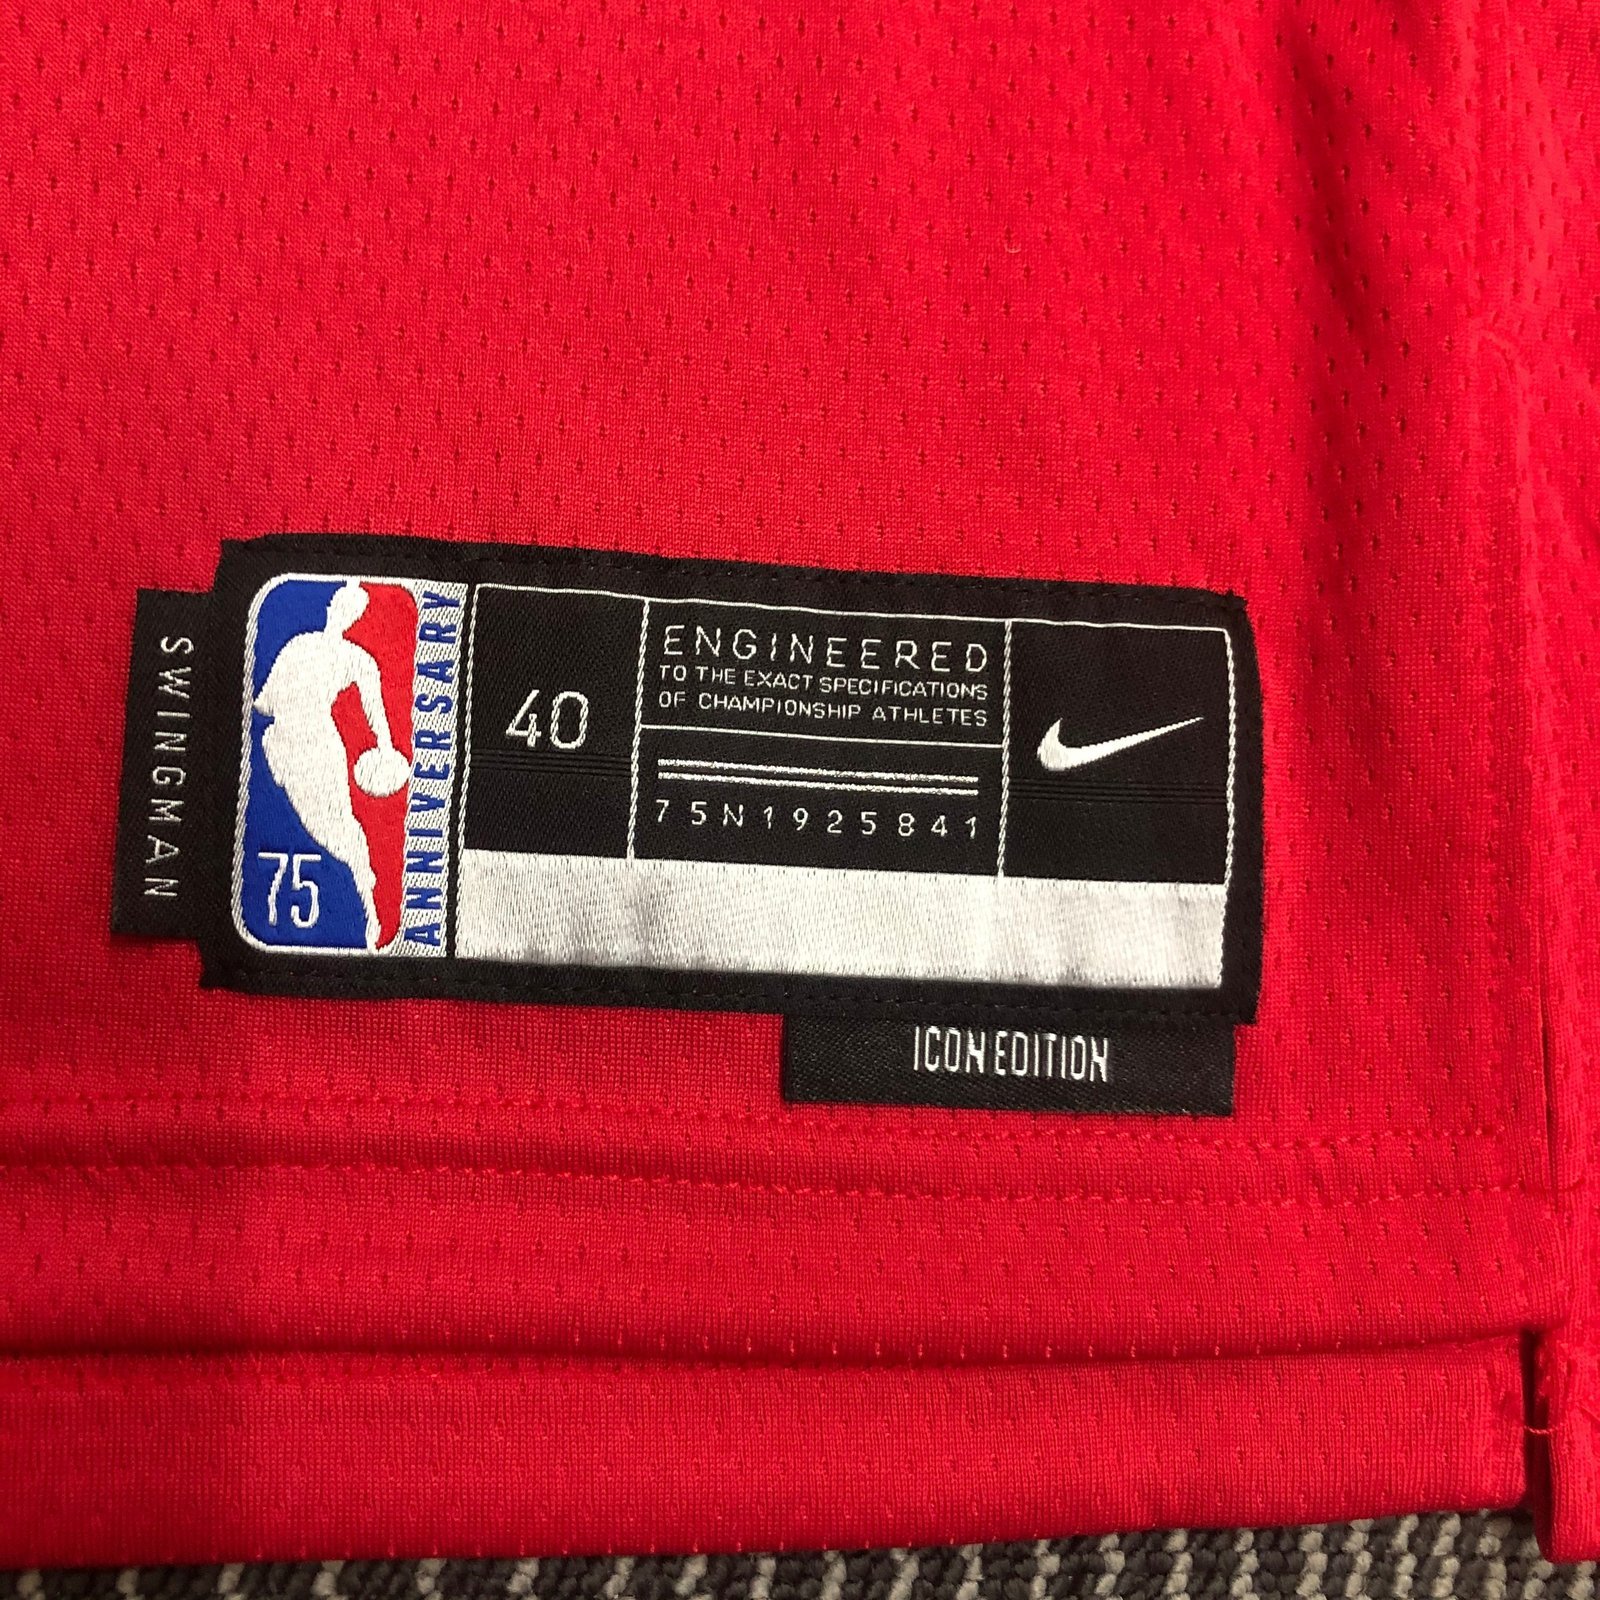 SWINGMAN
75
ANNIVERSARY
40
ENGINEERED
TO THE EXACT SPECIFICATIONS
OF CHAMPIONSHIP ATHLETES
75N1925841
ICON EDITION